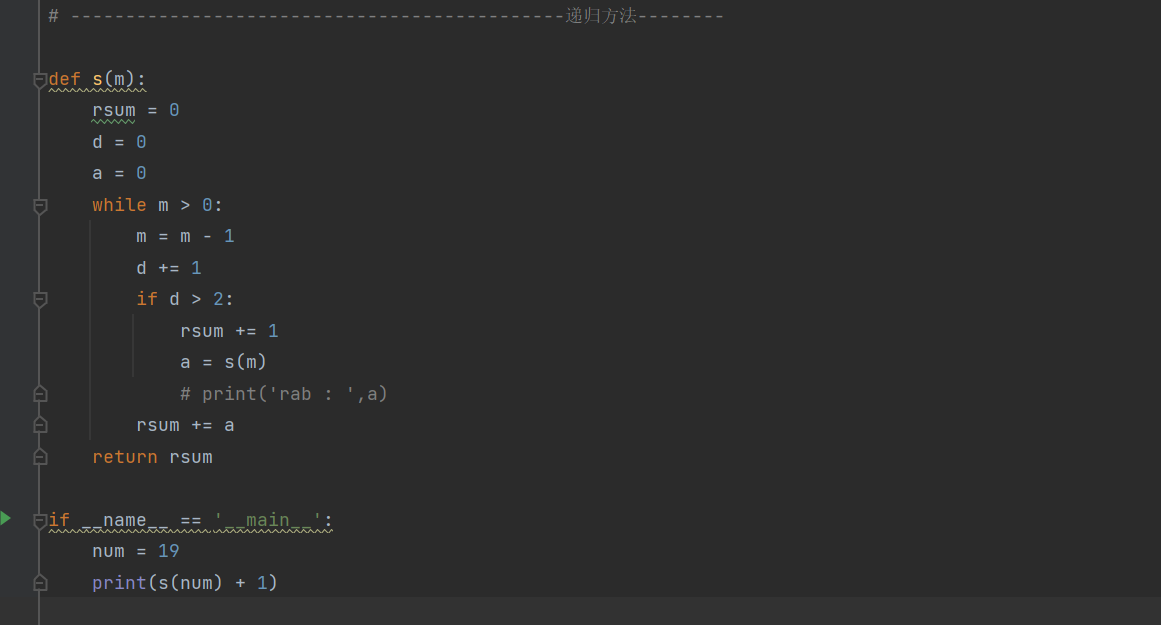 # ----------------------------------------------递归方法--------
def s(m):
    rsum = 0
    d = 0
    a = 0
    while m > 0:
        m = m - 1
        d += 1
        if d > 2:
            rsum += 1
            a = s(m)
            # print('rab : ',a)
        rsum += a
    return rsum
if __name__ == '__main__':
    num = 19
    print(s(num) + 1)